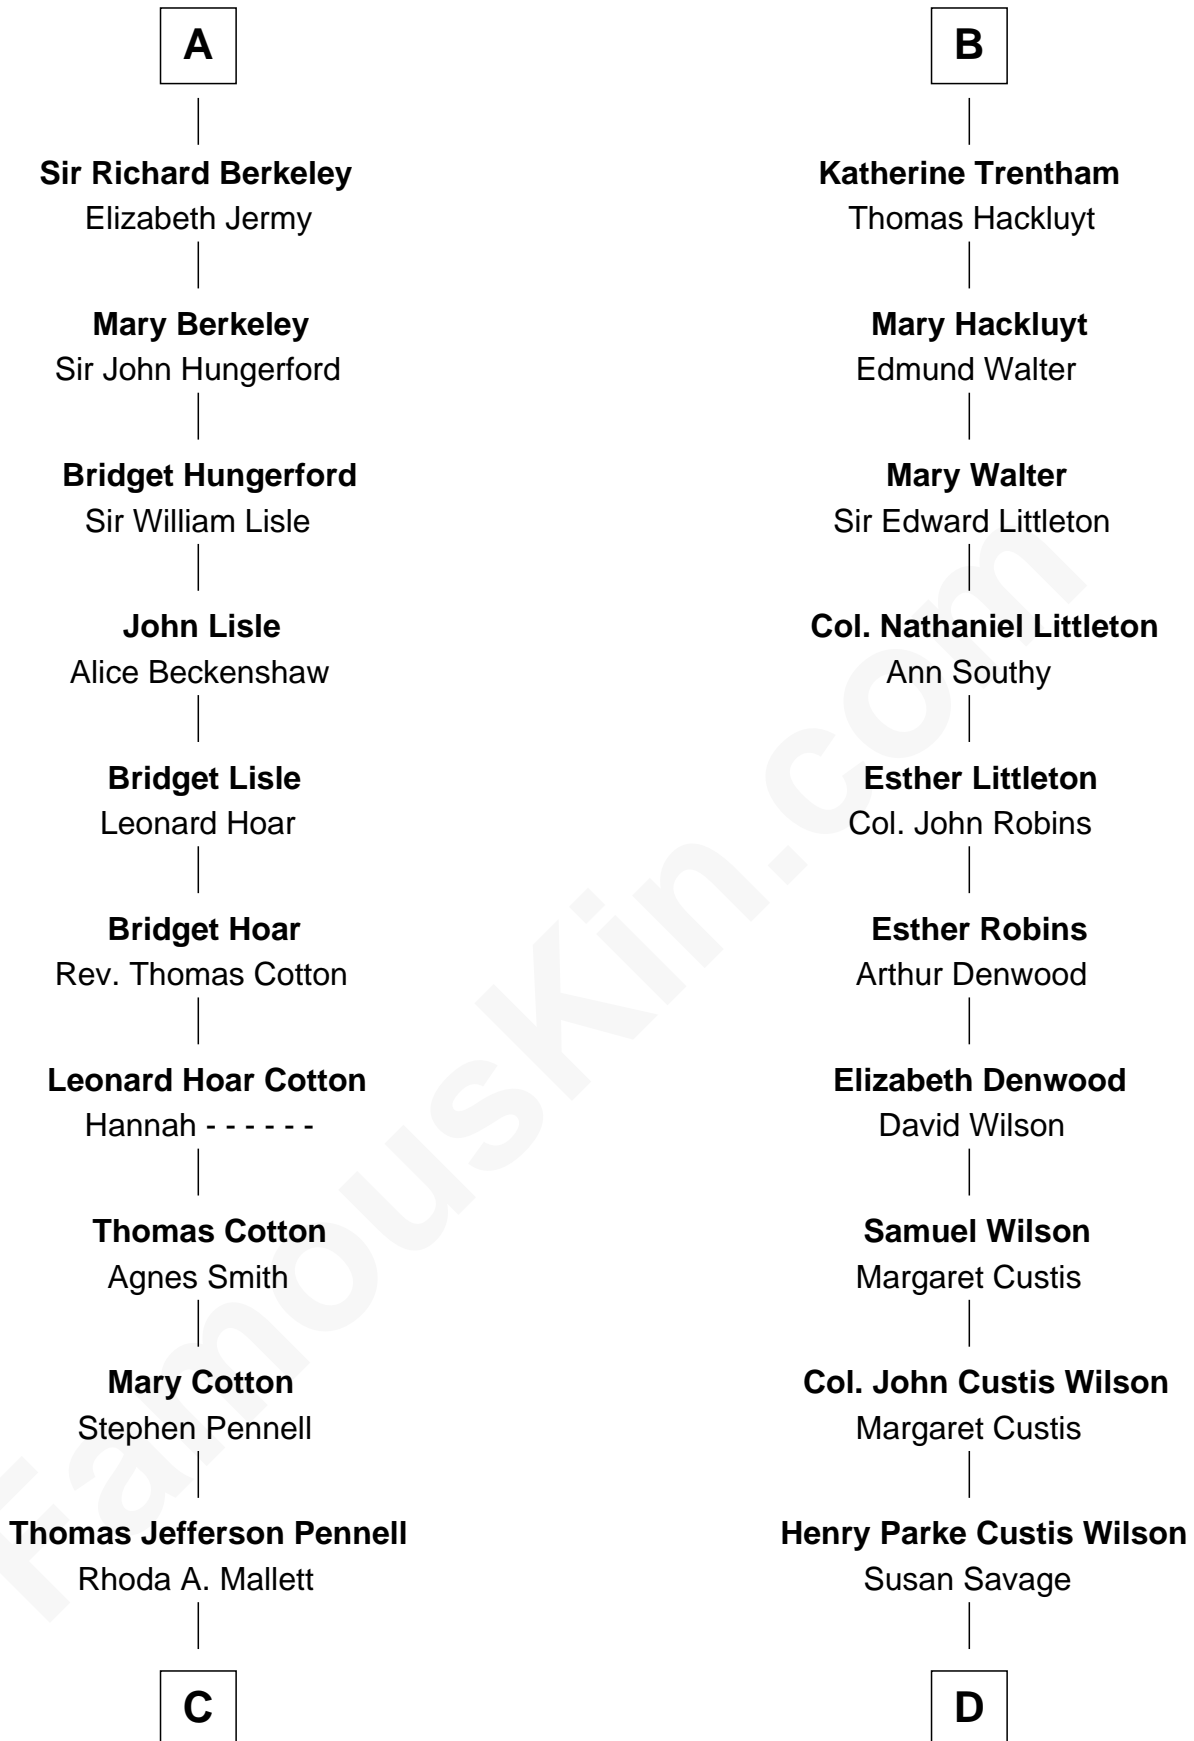 A
Sir Richard Berkeley
Elizabeth Jermy
Mary Berkeley
Sir John Hungerford
Bridget Hungerford
Sir William Lisle
John Lisle
Alice Beckenshaw
Bridget Lisle
Leonard Hoar
Bridget Hoar
Rev. Thomas Cotton
Leonard Hoar Cotton
Hannah - - - - - -
Thomas Cotton
Agnes Smith
Mary Cotton
Stephen Pennell
Thomas Jefferson Pennell
Rhoda A. Mallett
C
B
Katherine Trentham
Thomas Hackluyt
Mary Hackluyt
Edmund Walter
Mary Walter
Sir Edward Littleton
Col. Nathaniel Littleton
Ann Southy
Esther Littleton
Col. John Robins
Esther Robins
Arthur Denwood
Elizabeth Denwood
David Wilson
Samuel Wilson
Margaret Custis
Col. John Custis Wilson
Margaret Custis
Henry Parke Custis Wilson
Susan Savage
D
FamousKin.com